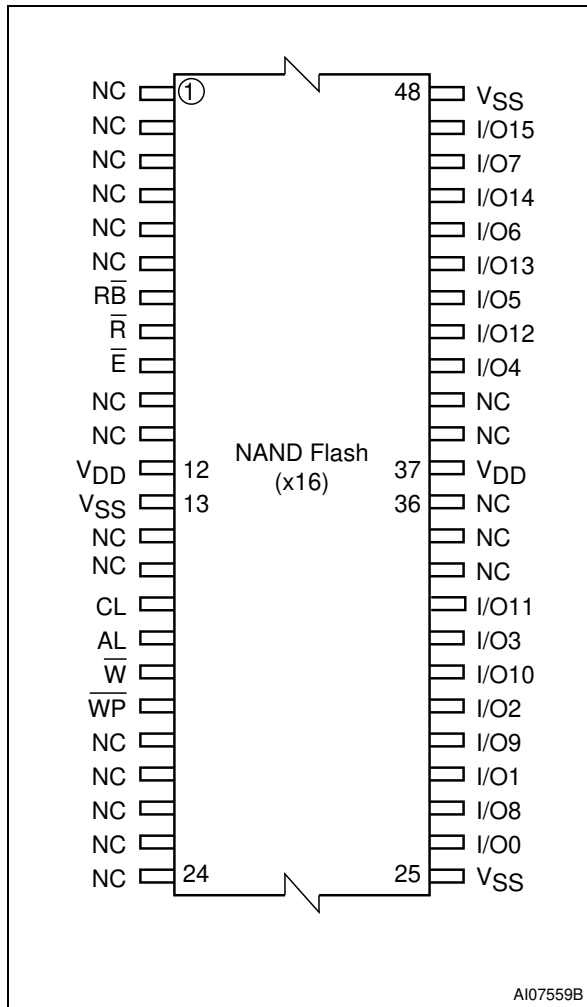 NC 1 48 VSS
NC I/O15
NC I/O7
NC I/O14
NC I/O6
NC I/O13
RB̅ I/O5
R̅ I/O12
E̅ I/O4
NC NC
NC NC
VDD 12 NAND Flash 37 VDD
(x16)
VSS 13 36 NC
NC NC
NC NC
CL I/O11
AL I/O3
W̅ I/O10
W̅P̅ I/O2
NC I/O9
NC I/O1
NC I/O8
NC I/O0
NC 24 25 VSS
AI07559B